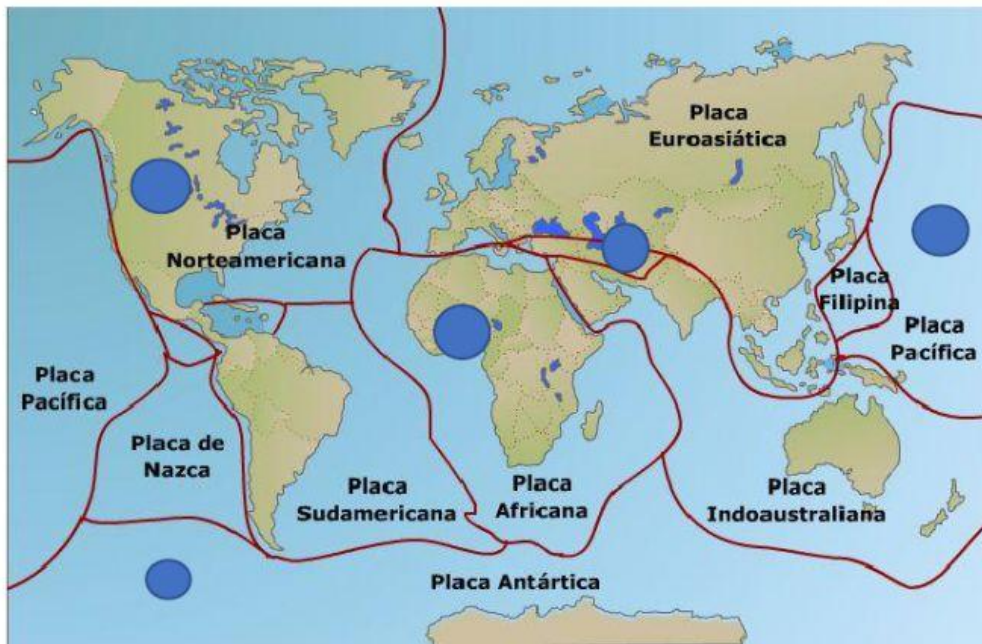 Placa
Euroasiática
Placa
Norteamericana
Placa
Filipina
Placa
Pacífica
Placa
Pacífica
Placa de
Nazca
Placa
Sudamericana
Placa
Africana
Placa
Indoaustraliana
Placa Antártica